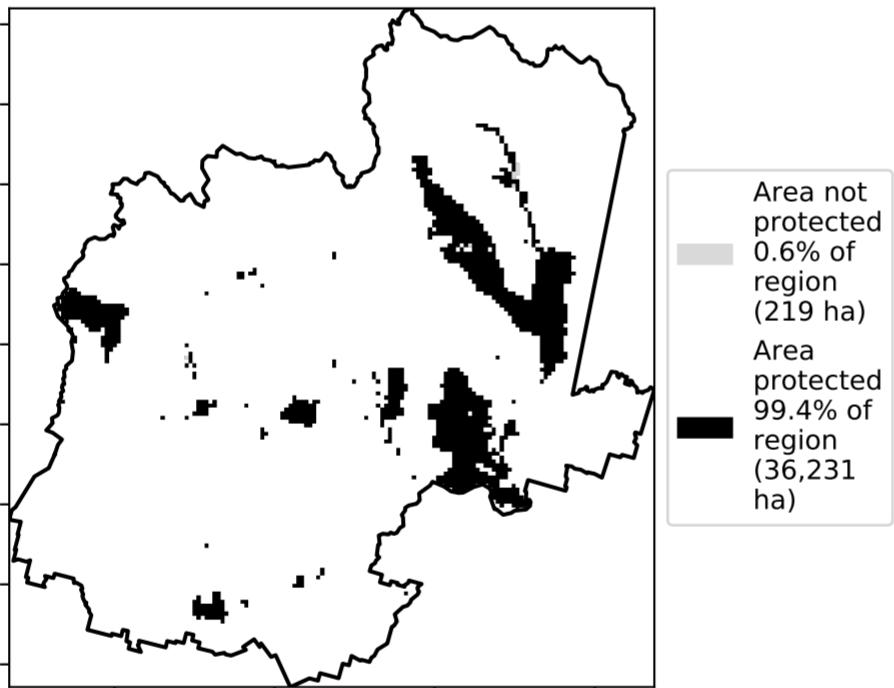 Area not
protected
0.6% of
region
(219 ha)
Area
protected
99.4% of
region
(36,231
ha)